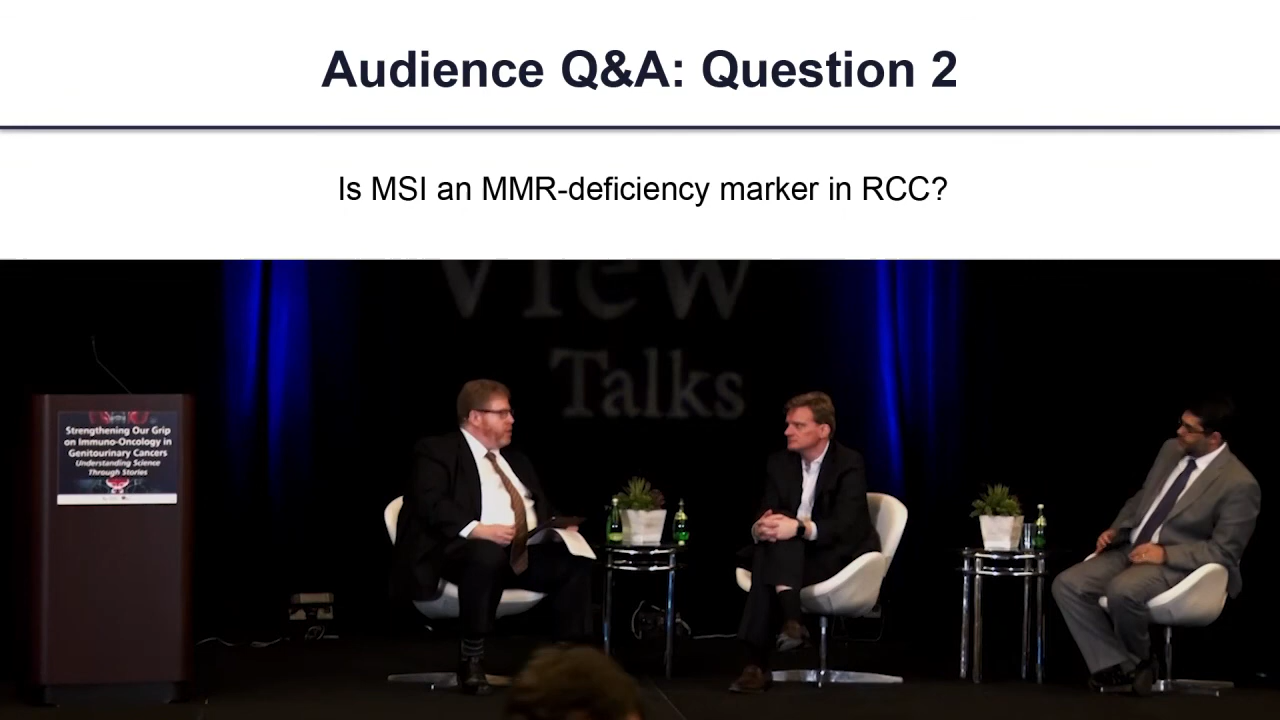 Audience Q&A: Question 2
Is MSI an MMR-deficiency marker in RCC?
View
Talks
Strengthening Our Grip
on Immuno-Oncology in
Genitourinary Cancers
Understanding Science
Through Stories